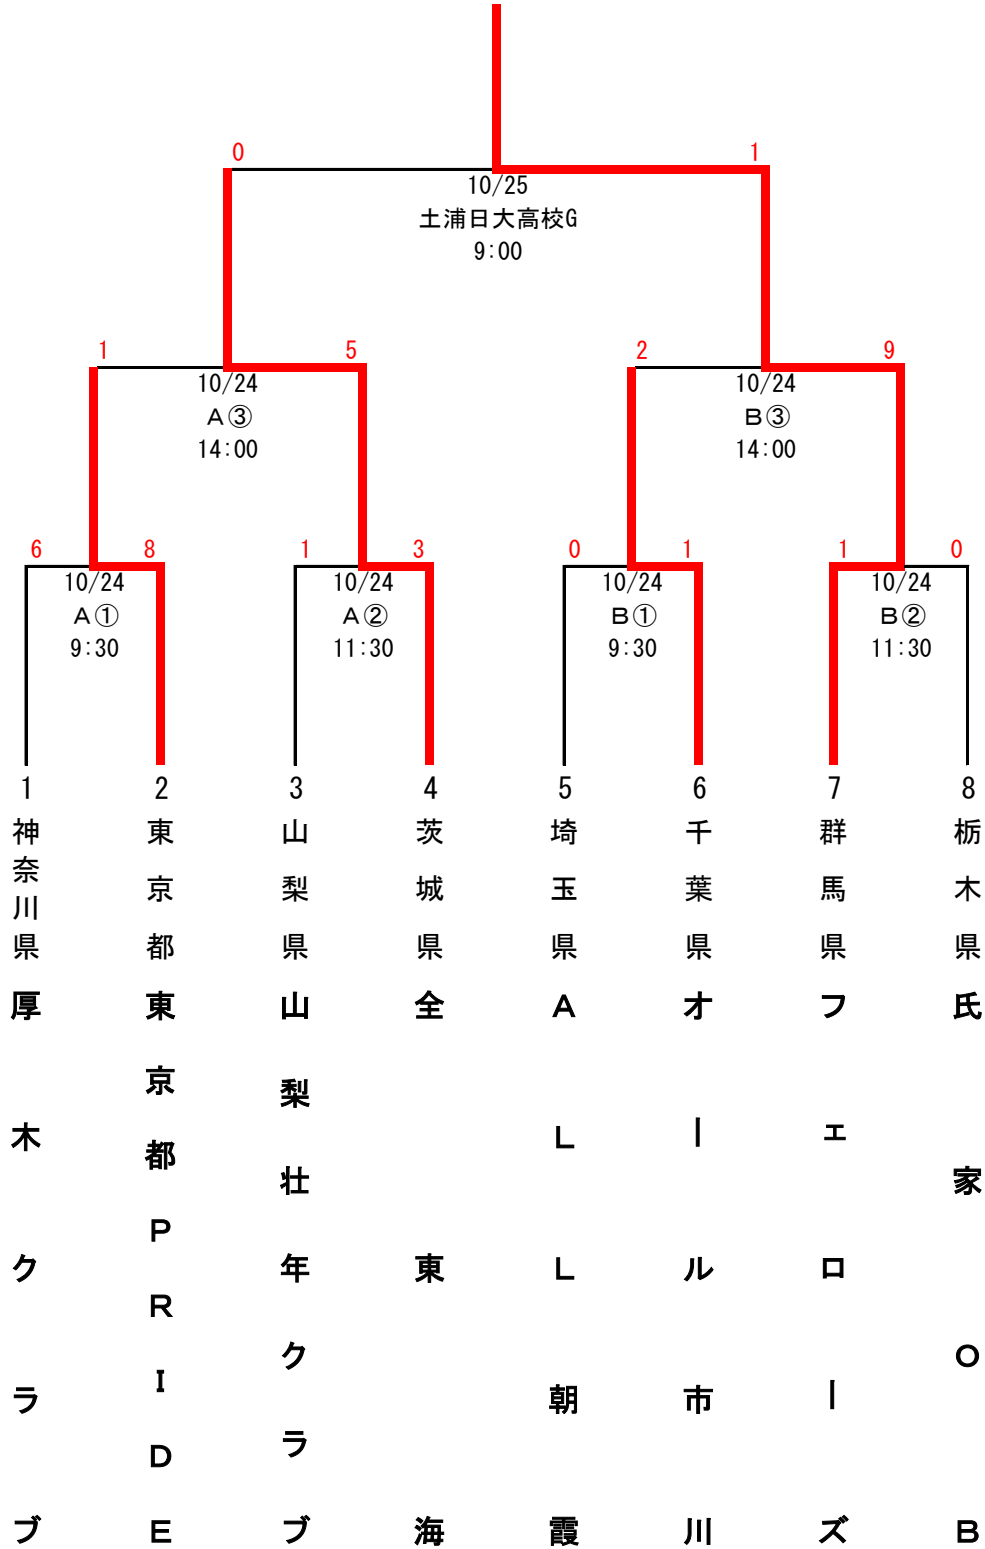 0 1
10/25
土浦日大高校G
9:00
1 5 2 9
10/24 10/24
A③ B③
14:00 14:00
6 8 1 3 0 1 1 0
10/24 10/24 10/24 10/24
A① A② B① B②
9:30 11:30 9:30 11:30
1 2 3 4 5 6 7 8
神奈川県
東京都
山梨県
茨城県
埼玉県
千葉県
群馬県
栃木県
厚木クラブ
東京都PRIDE
山梨壮年クラブ
全東海
ALL朝霞
オール市川
フェローズ
氏家OB